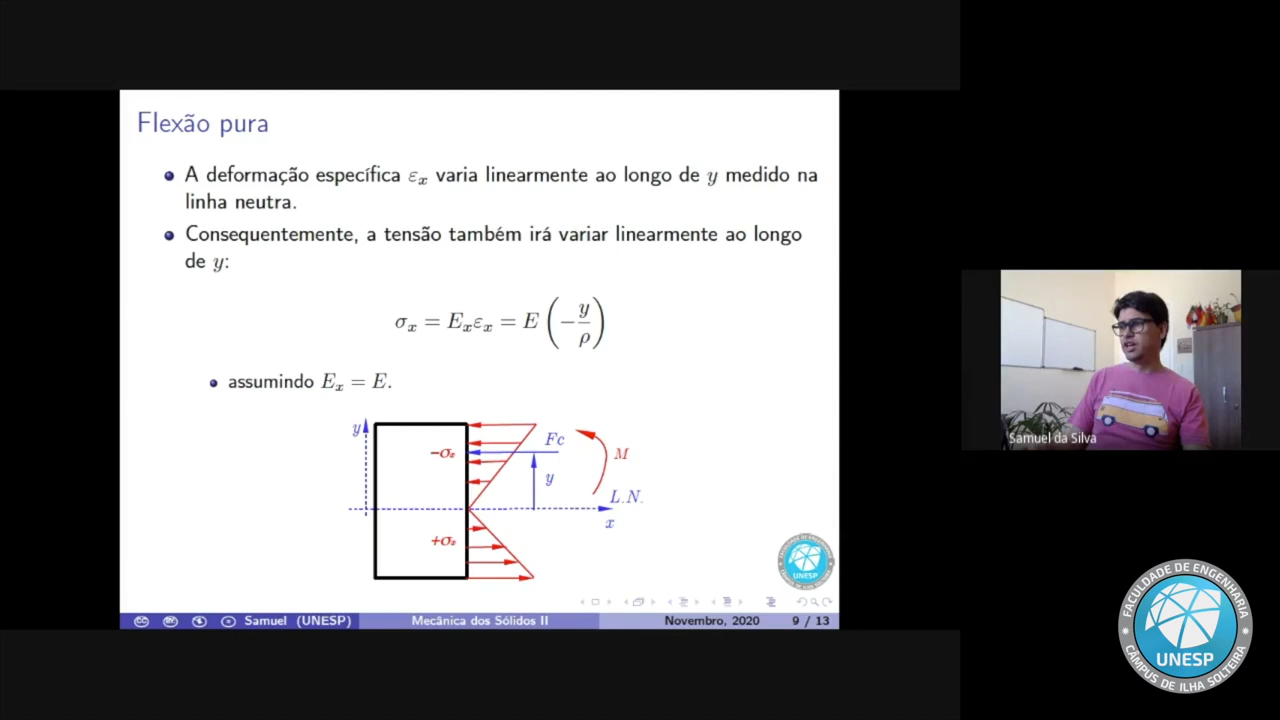 Flexão pura
A deformação específica εx varia linearmente ao longo de y medido na
linha neutra.
Consequentemente, a tensão também irá variar linearmente ao longo
de y:
σx = Exεx = E (−y/ρ)
assumindo Ex = E.
y
−σx
Fc
y
M
L.N.
x
+σx
UNESP
Samuel (UNESP)
Mecânica dos Sólidos II
Novembro, 2020
9 / 13
Samuel da Silva
FACULDADE DE ENGENHARIA
UNESP
CÂMPUS DE ILHA SOLTEIRA